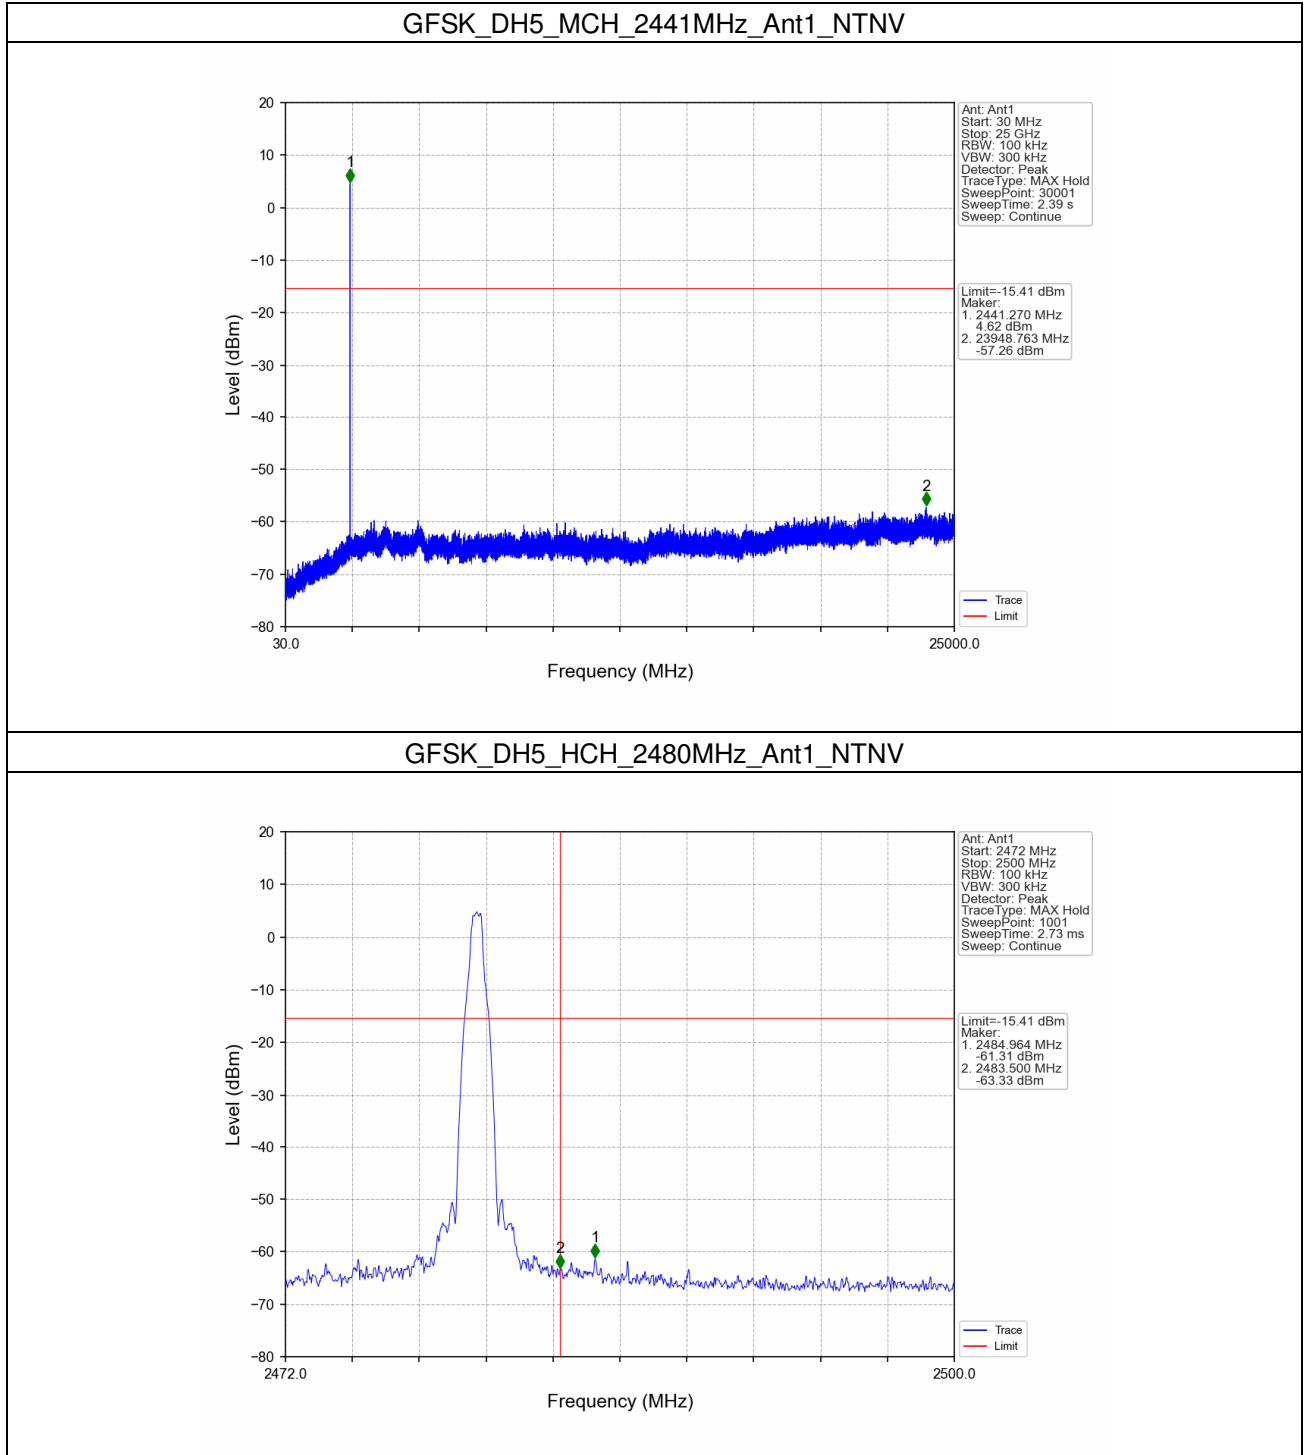 GFSK_DH5_MCH_2441MHz_Ant1_NTNV
20
10
0
−10
−20
−30
−40
−50
−60
−70
−80
Level (dBm)
1
2
30.0
25000.0
Frequency (MHz)
Ant: Ant1
Start: 30 MHz
Stop: 25 GHz
RBW: 100 kHz
VBW: 300 kHz
Detector: Peak
TraceType: MAX Hold
SweepPoint: 30001
SweepTime: 2.39 s
Sweep: Continue
Limit=-15.41 dBm
Maker:
1. 2441.270 MHz
4.62 dBm
2. 23948.763 MHz
-57.26 dBm
Trace
Limit
GFSK_DH5_HCH_2480MHz_Ant1_NTNV
20
10
0
−10
−20
−30
−40
−50
−60
−70
−80
Level (dBm)
2
1
2472.0
2500.0
Frequency (MHz)
Ant: Ant1
Start: 2472 MHz
Stop: 2500 MHz
RBW: 100 kHz
VBW: 300 kHz
Detector: Peak
TraceType: MAX Hold
SweepPoint: 1001
SweepTime: 2.73 ms
Sweep: Continue
Limit=-15.41 dBm
Maker:
1. 2484.964 MHz
-61.31 dBm
2. 2483.500 MHz
-63.33 dBm
Trace
Limit